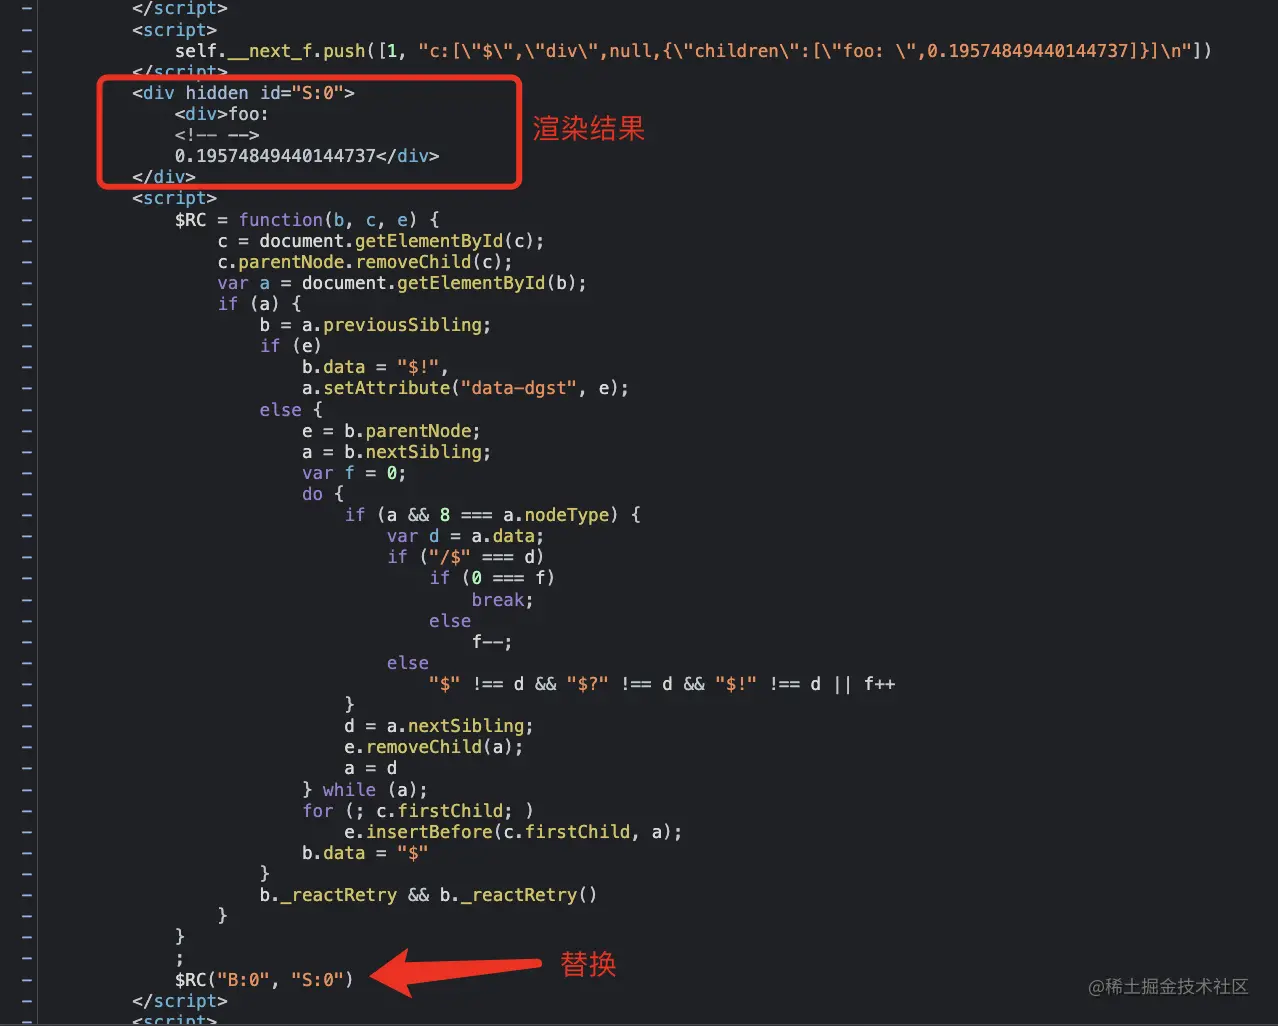 </script>
<script>
self.__next_f.push([1, "c:[\"$\",\"div\",null,{\"children\":[\"foo: \",0.19574849440144737]}]\n"])
</script>
<div hidden id="S:0">
<div>foo:
<!-- -->
0.19574849440144737</div>
</div>
渲染结果
<script>
$RC = function(b, c, e) {
c = document.getElementById(c);
c.parentNode.removeChild(c);
var a = document.getElementById(b);
if (a) {
b = a.previousSibling;
if (e)
b.data = "$!",
a.setAttribute("data-dgst", e);
else {
e = b.parentNode;
a = b.nextSibling;
var f = 0;
do {
if (a && 8 === a.nodeType) {
var d = a.data;
if ("/$" === d)
if (0 === f)
break;
else
f--;
else
"$" !== d && "$?" !== d && "$!" !== d || f++
}
d = a.nextSibling;
e.removeChild(a);
a = d
} while (a);
for (; c.firstChild; )
e.insertBefore(c.firstChild, a);
b.data = "$"
}
b._reactRetry && b._reactRetry()
}
}
;
$RC("B:0", "S:0")
替换
</script>
<script>
@稀土掘金技术社区